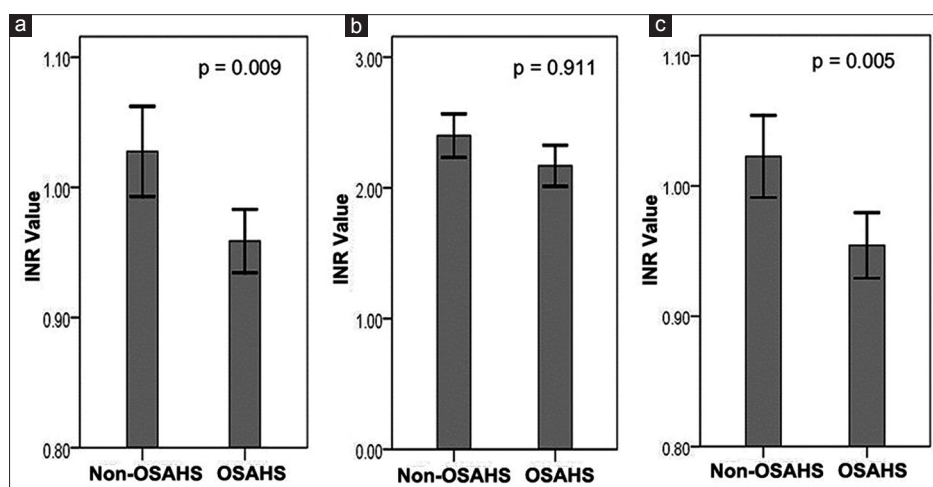 a
p = 0.009
INR Value
1.10
1.00
0.90
0.80
Non-OSAHS OSAHS
b
p = 0.911
INR Value
3.00
2.00
1.00
0.00
Non-OSAHS OSAHS
c
p = 0.005
INR Value
1.10
1.00
0.90
0.80
Non-OSAHS OSAHS